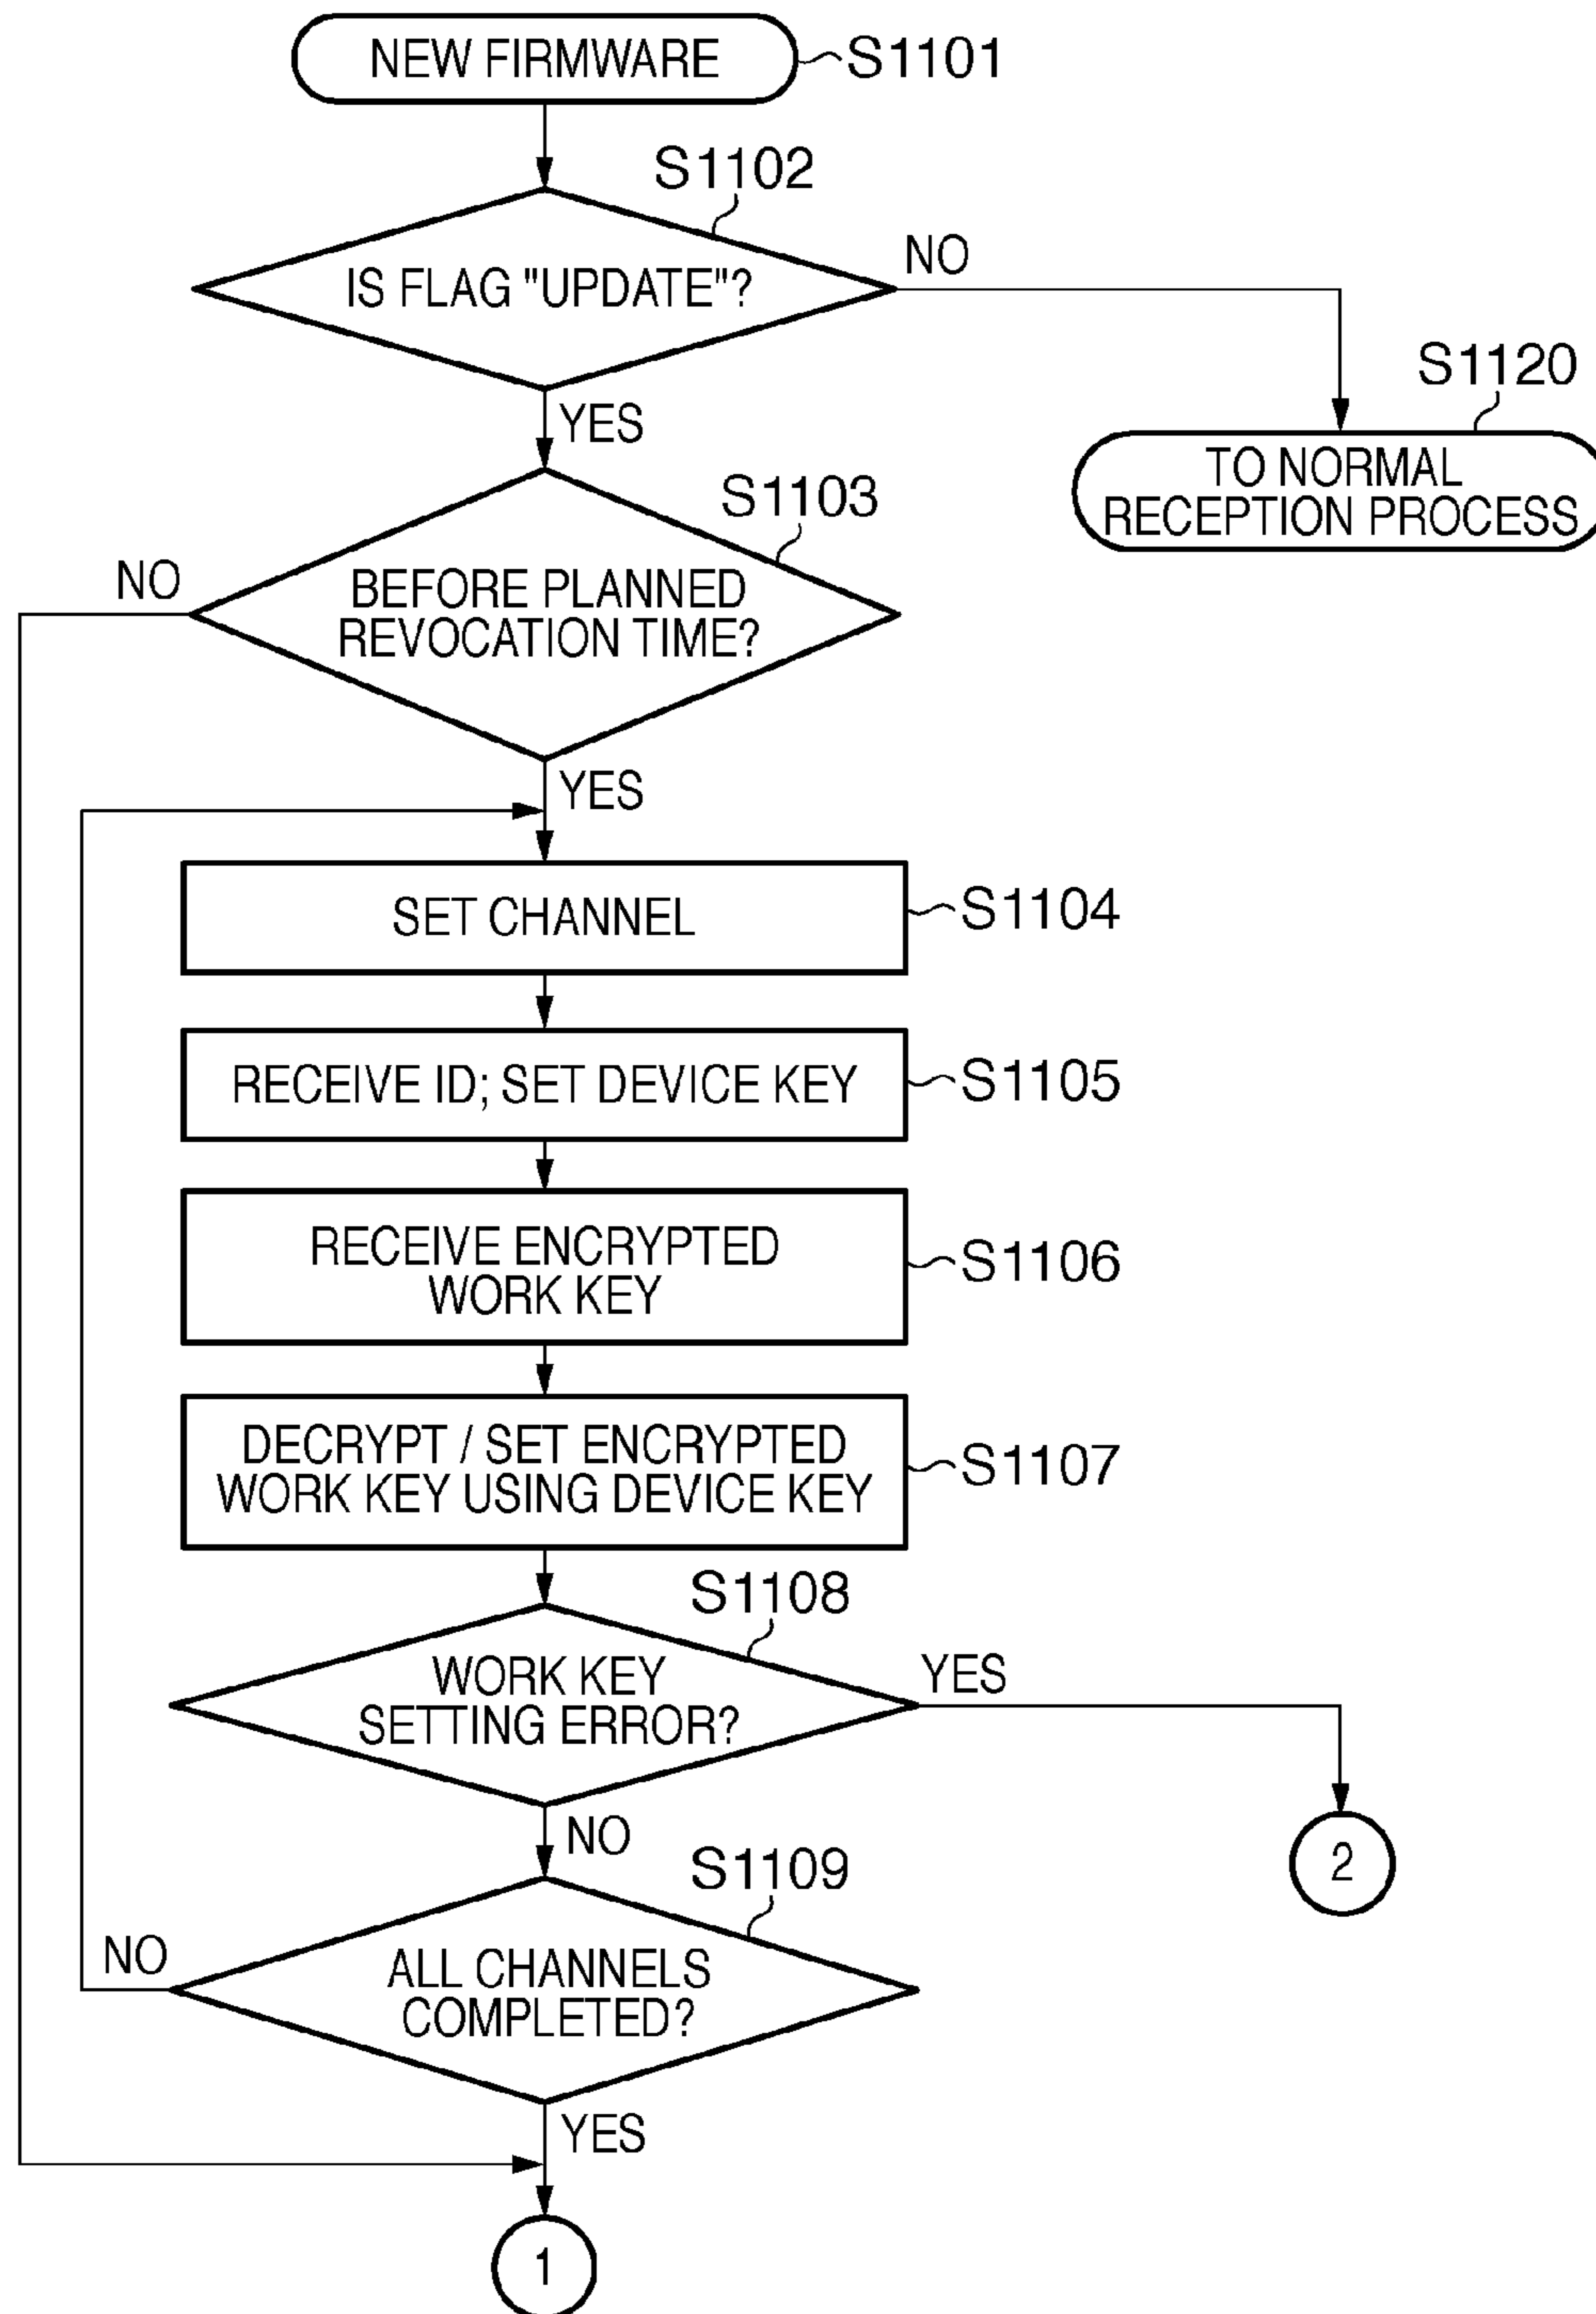 NEW FIRMWARE
S1101
S1102
IS FLAG "UPDATE"?
NO
YES
S1120
TO NORMAL
RECEPTION PROCESS
S1103
NO
BEFORE PLANNED
REVOCATION TIME?
YES
SET CHANNEL
S1104
RECEIVE ID; SET DEVICE KEY
S1105
RECEIVE ENCRYPTED
WORK KEY
S1106
DECRYPT / SET ENCRYPTED
WORK KEY USING DEVICE KEY
S1107
S1108
WORK KEY
SETTING ERROR?
YES
NO
2
S1109
NO
ALL CHANNELS
COMPLETED?
YES
1